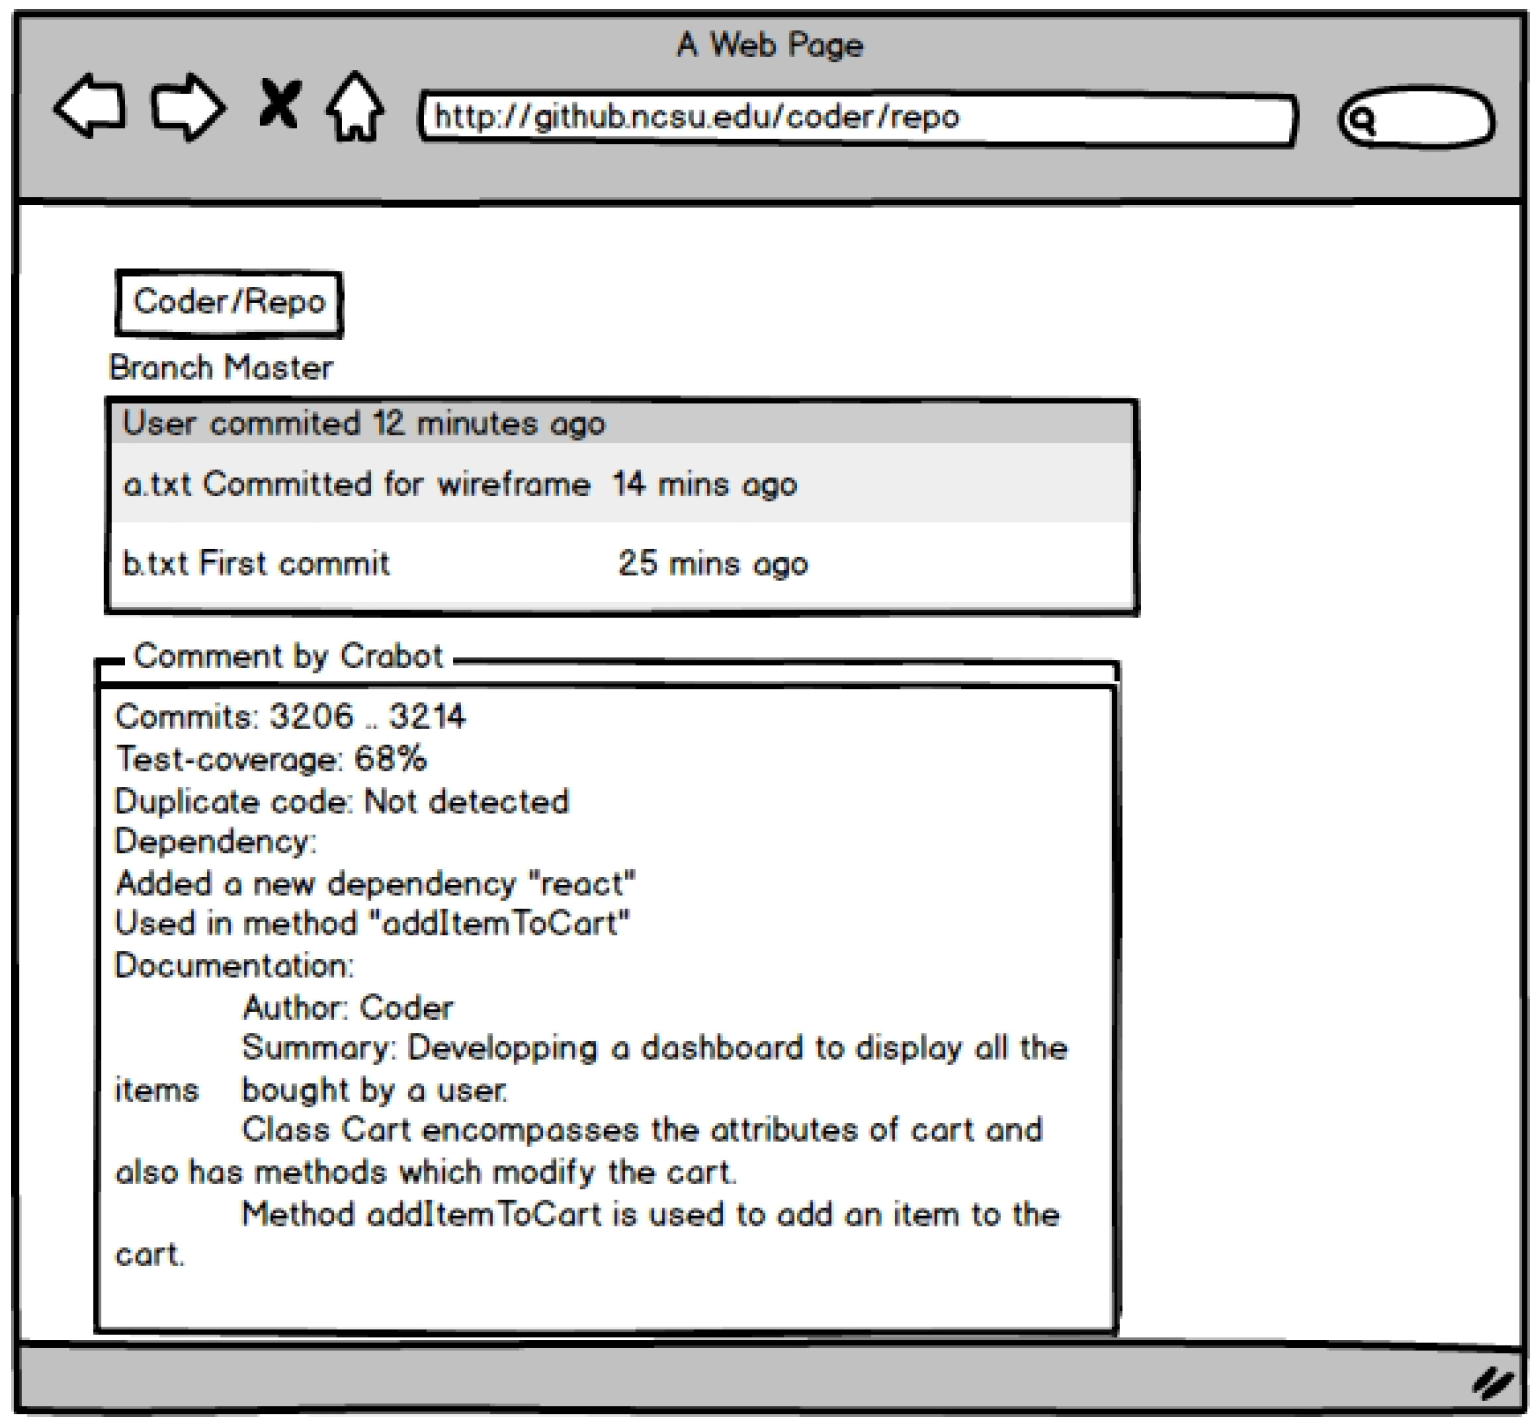 A Web Page
http://github.ncsu.edu/coder/repo
Coder/Repo
Branch Master
User commited 12 minutes ago
a.txt Committed for wireframe 14 mins ago
b.txt First commit 25 mins ago
Comment by Crabot
Commits: 3206 .. 3214
Test-coverage: 68%
Duplicate code: Not detected
Dependency:
Added a new dependency "react"
Used in method "addItemToCart"
Documentation:
Author: Coder
Summary: Developping a dashboard to display all the
items bought by a user.
Class Cart encompasses the attributes of cart and
also has methods which modify the cart.
Method addItemToCart is used to add an item to the
cart.